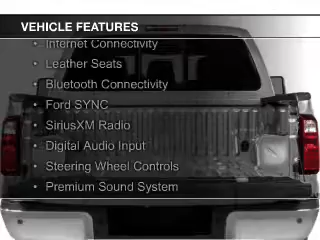 VEHICLE FEATURES
• Internet Connectivity
• Leather Seats
• Bluetooth Connectivity
• Ford SYNC
• SiriusXM Radio
• Digital Audio Input
• Steering Wheel Controls
• Premium Sound System